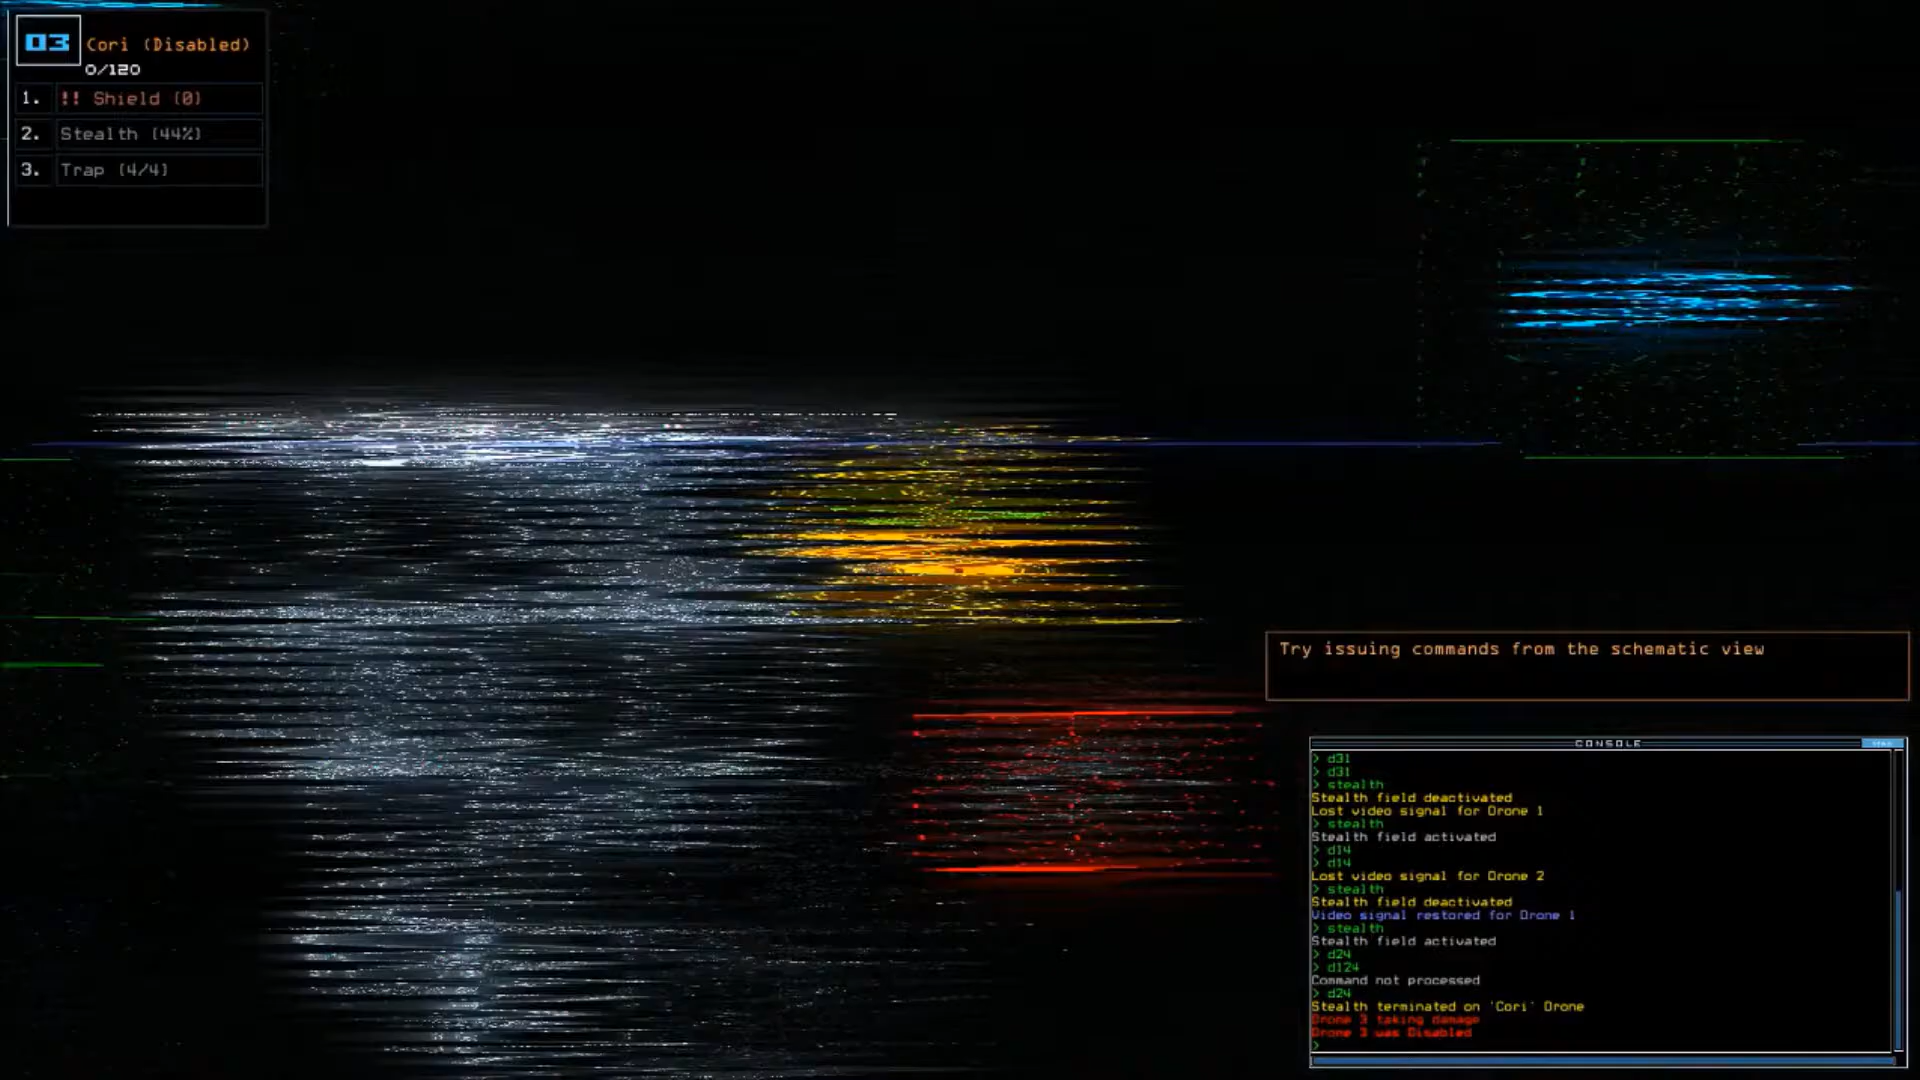 03 Cori (Disabled)
0/120
1. !! Shield (0)
2. Stealth (44%)
3. Trap (4/4)
Try issuing commands from the schematic view
CONSOLE
> d31
> d31
> stealth
Stealth field deactivated
Lost video signal for Drone 1
> stealth
Stealth field activated
> d14
> d14
Lost video signal for Drone 2
> stealth
Stealth field deactivated
Video signal restored for Drone 1
> stealth
Stealth field activated
> d24
> d124
Command not processed
> d24
Stealth terminated on 'Cori' Drone
Drone 3 taking damage
Drone 3 was Disabled
>